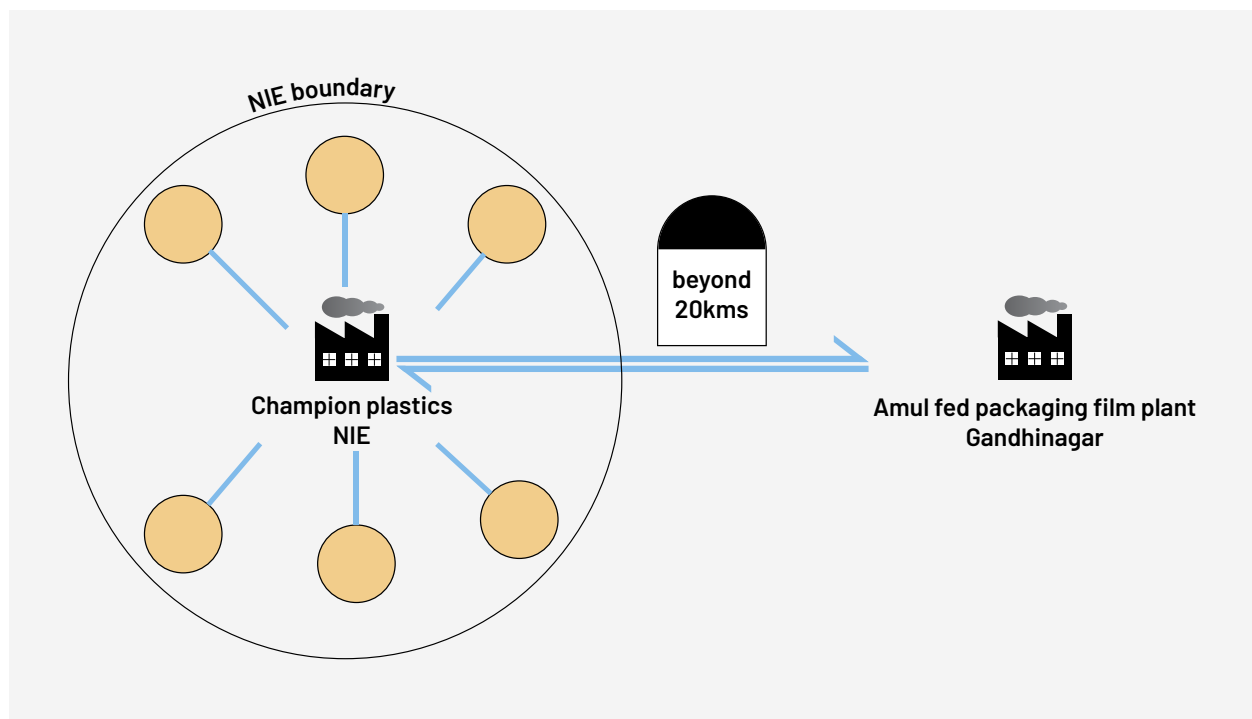 NIE boundary
beyond
20kms
Champion plastics
NIE
Amul fed packaging film plant
Gandhinagar